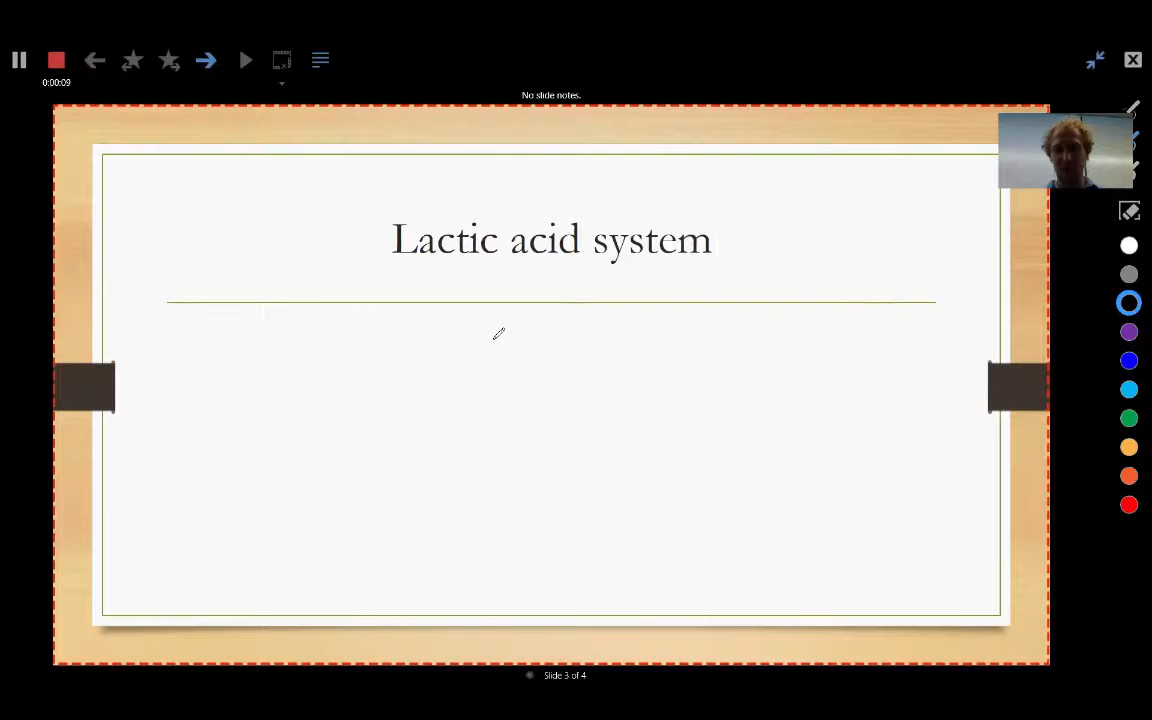 0:00:09
No slide notes.
Lactic acid system
Slide 3 of 4